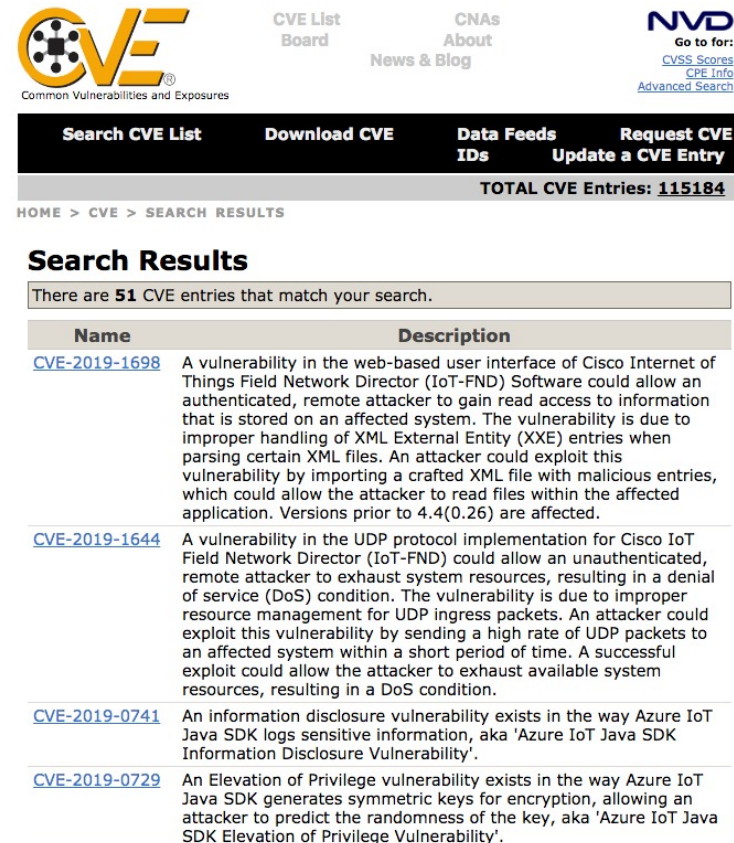 CVE®
Common Vulnerabilities and Exposures
CVE List
CNAs
Board
About
News & Blog
NVD
Go to for:
CVSS Scores
CPE Info
Advanced Search
Search CVE List Download CVE Data Feeds Request CVE
IDs Update a CVE Entry
TOTAL CVE Entries: 115184
HOME > CVE > SEARCH RESULTS
Search Results
There are 51 CVE entries that match your search.
Name Description
CVE-2019-1698 A vulnerability in the web-based user interface of Cisco Internet of
Things Field Network Director (IoT-FND) Software could allow an
authenticated, remote attacker to gain read access to information
that is stored on an affected system. The vulnerability is due to
improper handling of XML External Entity (XXE) entries when
parsing certain XML files. An attacker could exploit this
vulnerability by importing a crafted XML file with malicious entries,
which could allow the attacker to read files within the affected
application. Versions prior to 4.4(0.26) are affected.
CVE-2019-1644 A vulnerability in the UDP protocol implementation for Cisco IoT
Field Network Director (IoT-FND) could allow an unauthenticated,
remote attacker to exhaust system resources, resulting in a denial
of service (DoS) condition. The vulnerability is due to improper
resource management for UDP ingress packets. An attacker could
exploit this vulnerability by sending a high rate of UDP packets to
an affected system within a short period of time. A successful
exploit could allow the attacker to exhaust available system
resources, resulting in a DoS condition.
CVE-2019-0741 An information disclosure vulnerability exists in the way Azure IoT
Java SDK logs sensitive information, aka 'Azure IoT Java SDK
Information Disclosure Vulnerability'.
CVE-2019-0729 An Elevation of Privilege vulnerability exists in the way Azure IoT
Java SDK generates symmetric keys for encryption, allowing an
attacker to predict the randomness of the key, aka 'Azure IoT Java
SDK Elevation of Privilege Vulnerability'.